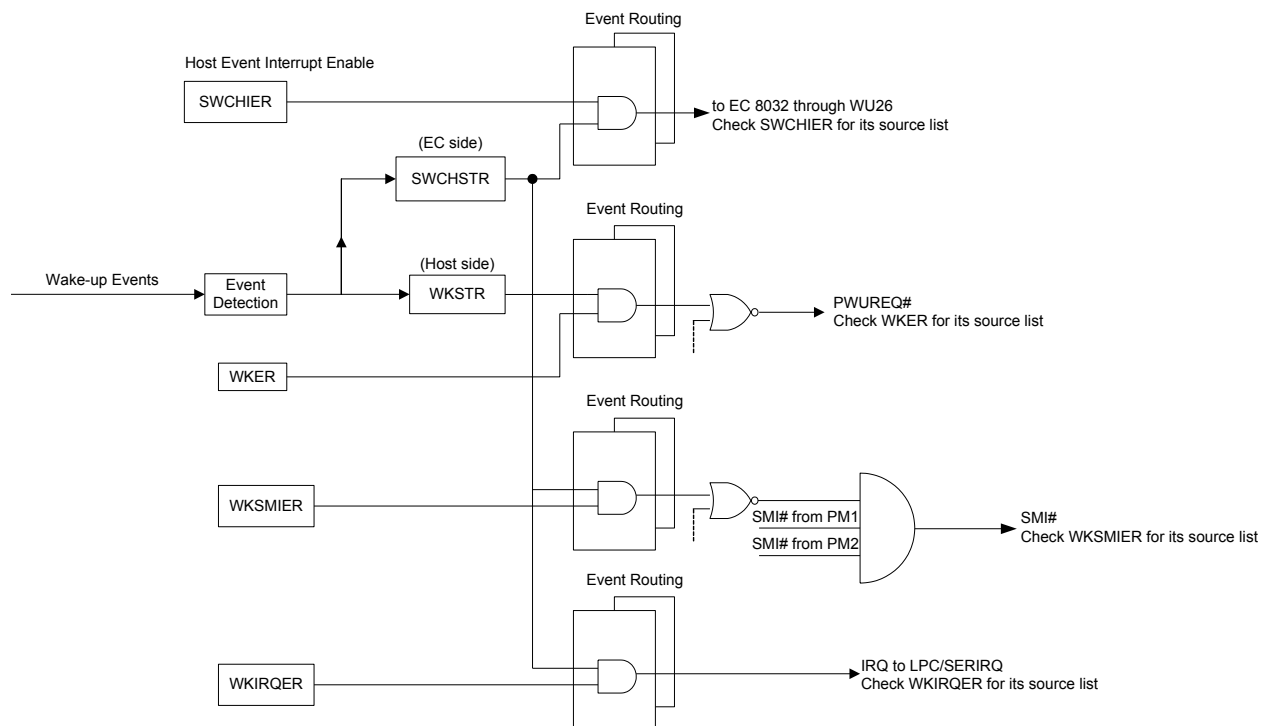 Event Routing
Host Event Interrupt Enable
SWCHIER
to EC 8032 through WU26
Check SWCHIER for its source list
(EC side)
SWCHSTR
Event Routing
Wake-up Events
Event
Detection
(Host side)
WKSTR
PWUREQ#
Check WKER for its source list
WKER
Event Routing
WKSMIER
SMI# from PM1
SMI# from PM2
SMI#
Check WKSMIER for its source list
Event Routing
WKIRQER
IRQ to LPC/SERIRQ
Check WKIRQER for its source list